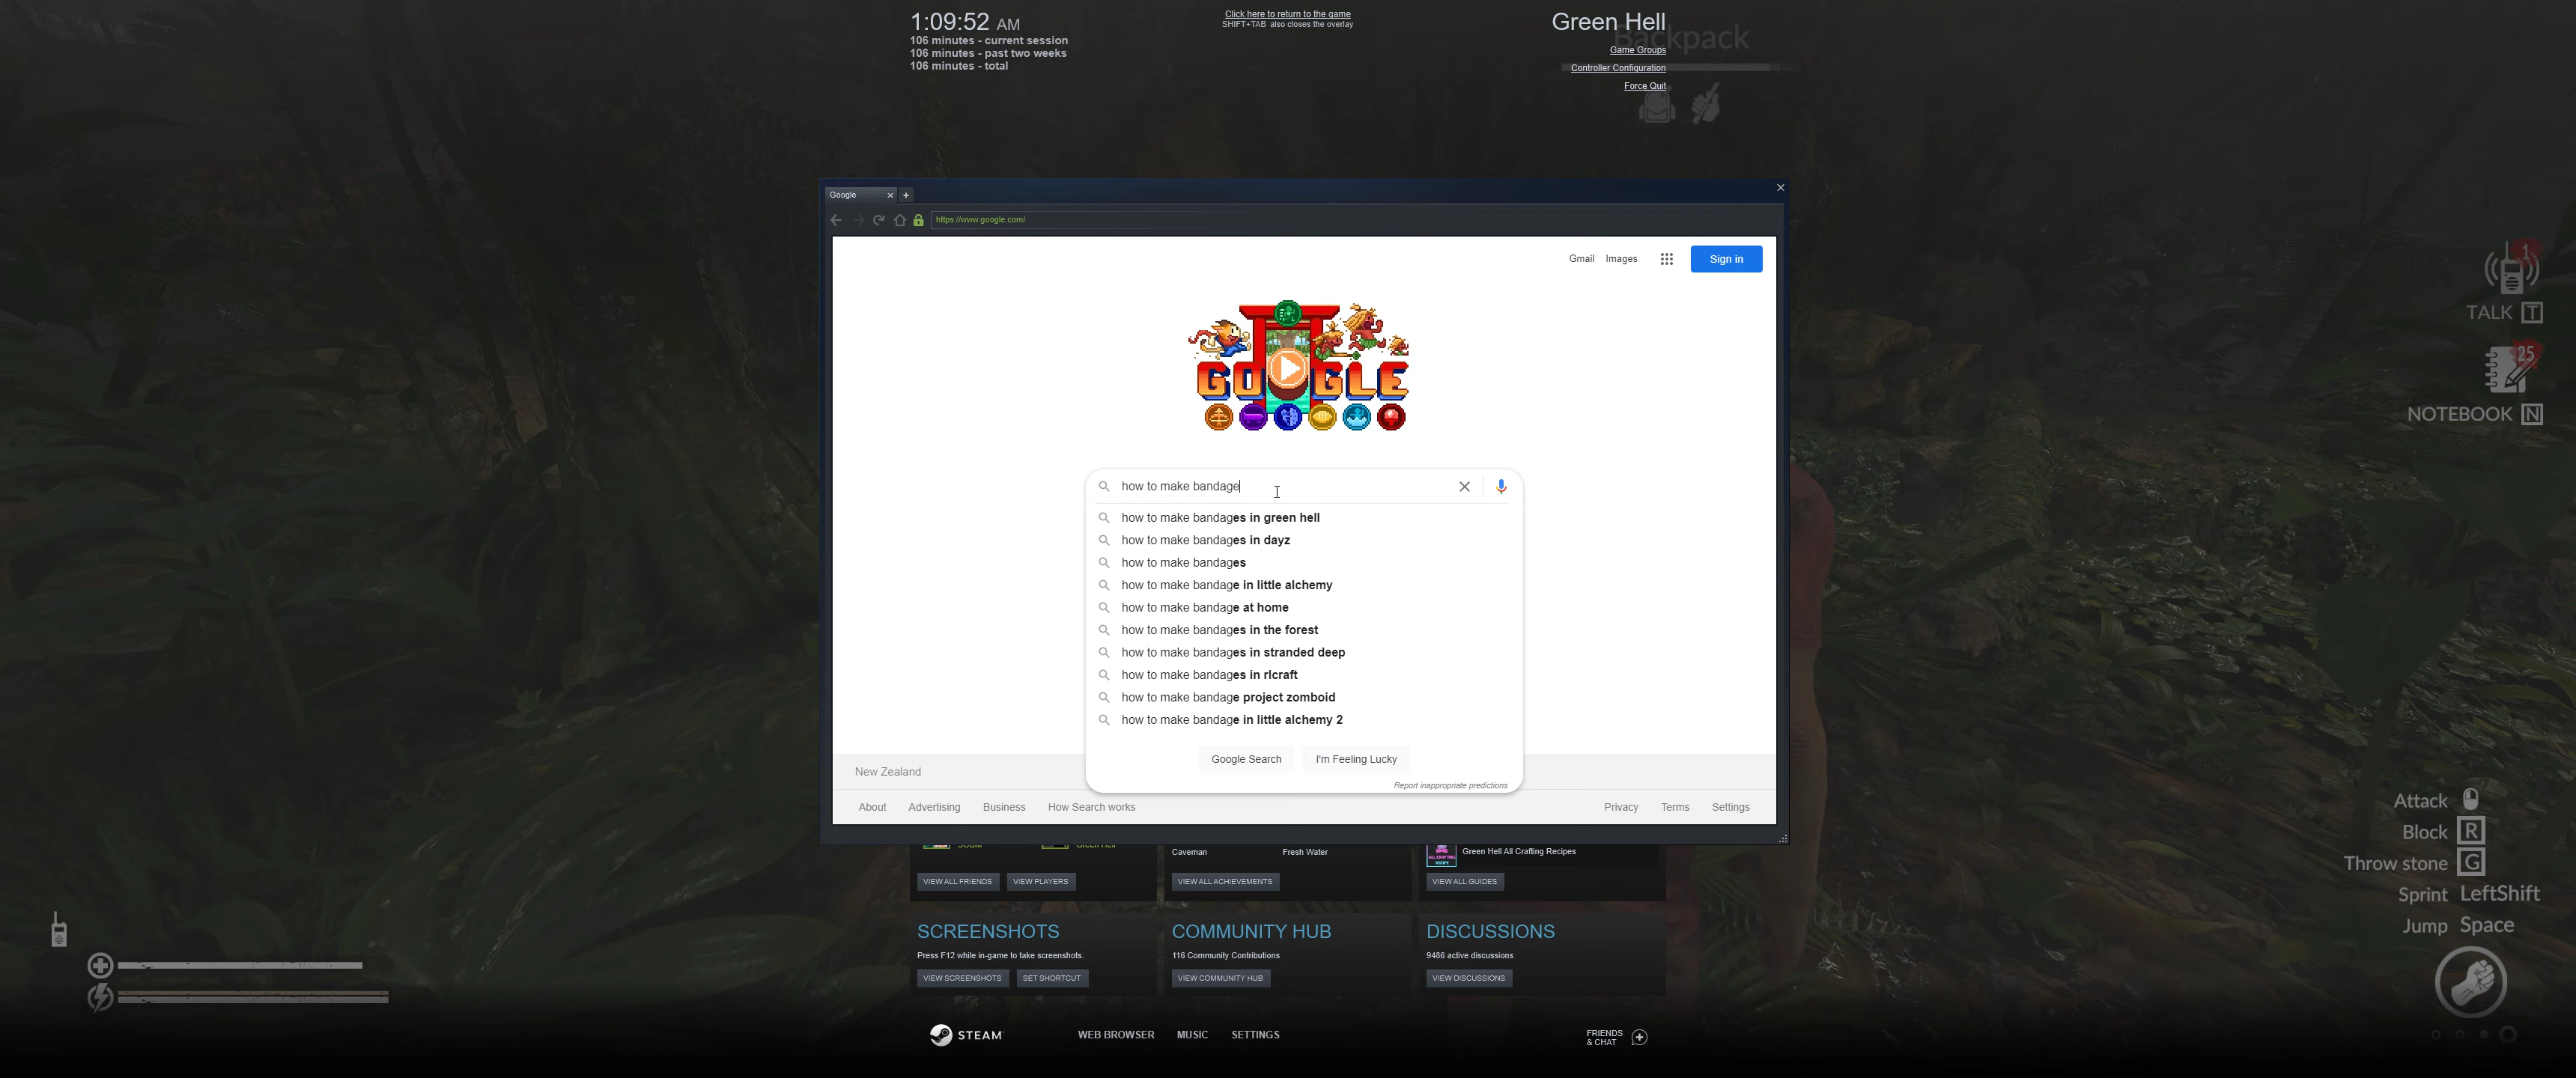 1:09:52 AM
106 minutes - current session
106 minutes - past two weeks
106 minutes - total
Click here to return to the game
SHIFT+TAB also closes the overlay
Green Hell
Backpack
Game Groups
Controller Configuration
Force Quit
Google
https://www.google.com/
Gmail Images Sign in
GOOGLE
how to make bandage
how to make bandages in green hell
how to make bandages in dayz
how to make bandages
how to make bandage in little alchemy
how to make bandage at home
how to make bandages in the forest
how to make bandages in stranded deep
how to make bandages in rlcraft
how to make bandage project zomboid
how to make bandage in little alchemy 2
Google Search I'm Feeling Lucky
Report inappropriate predictions
New Zealand
About Advertising Business How Search works Privacy Terms Settings
1
TALK T
25
NOTEBOOK N
Attack
Block R
Throw stone G
Sprint LeftShift
Jump Space
Green Hell
Caveman Fresh Water
Green Hell All Crafting Recipes
VIEW ALL FRIENDS VIEW PLAYERS VIEW ALL ACHIEVEMENTS VIEW ALL GUIDES
SCREENSHOTS COMMUNITY HUB DISCUSSIONS
Press F12 while in-game to take screenshots. 116 Community Contributions 9486 active discussions
VIEW SCREENSHOTS SET SHORTCUT VIEW COMMUNITY HUB VIEW DISCUSSIONS
STEAM WEB BROWSER MUSIC SETTINGS FRIENDS
& CHAT